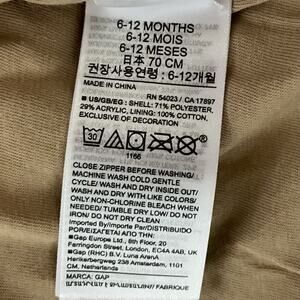 6-12 MONTHS
6-12 MOIS
6-12 MESES
日本 70 CM
권장사용연령 : 6-12개월
MADE IN CHINA
RN 54023 / CA 17897
■ US/GB/EG : SHELL: 71% POLYESTER,
29% ACRYLIC, LINING: 100% COTTON,
EXCLUSIVE OF DECORATION
30
1166
CLOSE ZIPPER BEFORE WASHING/
MACHINE WASH COLD GENTLE
CYCLE/ WASH AND DRY INSIDE OUT/
WASH AND DRY WITH LIKE COLORS/
ONLY NON-CHLORINE BLEACH WHEN
NEEDED/ TUMBLE DRY LOW/ DO NOT
IRON/ DO NOT DRY CLEAN
Imported by/Importé par/DISTRIBUIDO
POR/ΕΙΣΑΓΕΤΑΙ ΑΠΟ ΤΗΝ:
■Gap Europe Ltd., 8th Floor, 20
Farringdon Street, London, EC4A 4AB, UK
■Gap (RHC) B.V. Luna ArenA
Herikerbergweg 238 Amsterdam, 1101
CM, Netherlands
MARCA: GAP